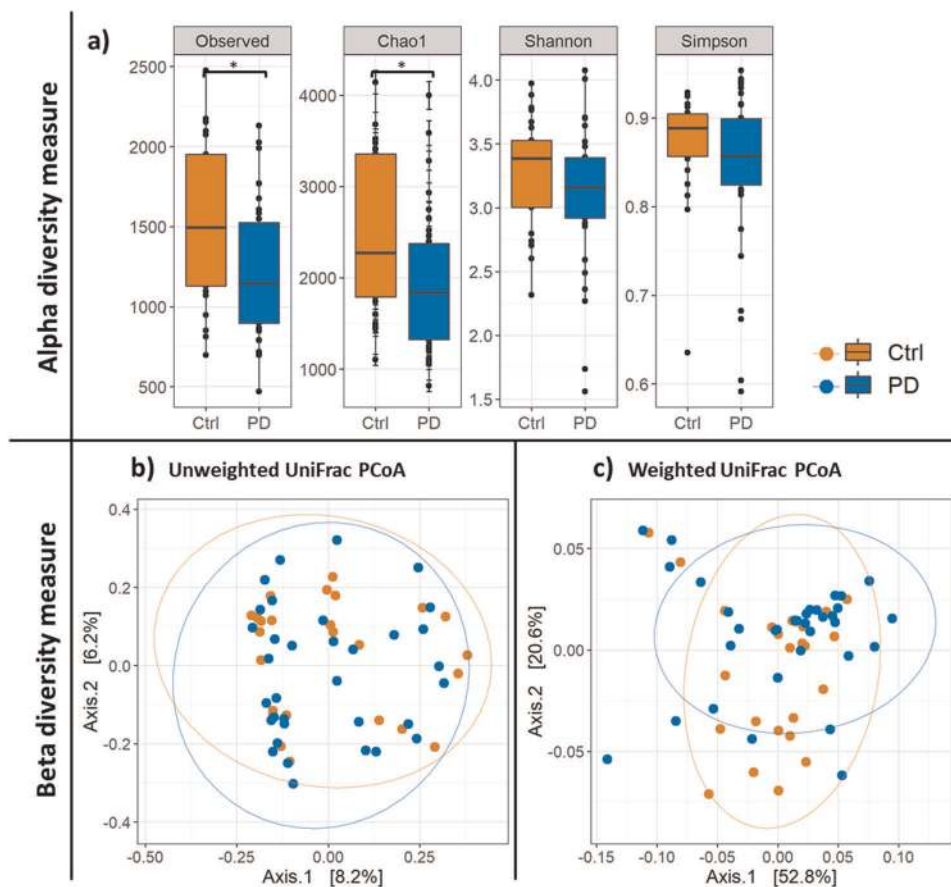 Alpha diversity measure
a)
Observed
Chao1
Shannon
Simpson
*
*
2500
2000
1500
1000
500
4000
3000
2000
1000
4.0
3.5
3.0
2.5
2.0
1.5
0.9
0.8
0.7
0.6
Ctrl PD
Ctrl PD
Ctrl PD
Ctrl PD
Ctrl
PD
Beta diversity measure
b) Unweighted UniFrac PCoA
0.4
0.2
0.0
-0.2
-0.4
Axis.2 [6.2%]
-0.50 -0.25 0.00 0.25
Axis.1 [8.2%]
c) Weighted UniFrac PCoA
0.05
0.00
-0.05
Axis.2 [20.6%]
-0.15 -0.10 -0.05 0.00 0.05 0.10
Axis.1 [52.8%]